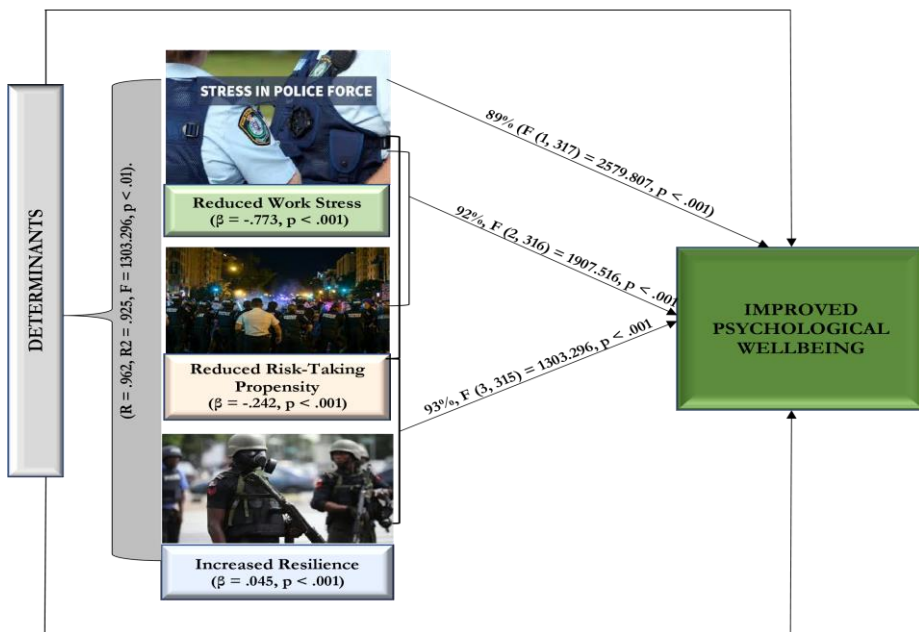 DETERMINANTS
(R = .962, R2 = .925, F = 1303.296, p < .01).
STRESS IN POLICE FORCE
Reduced Work Stress
(β = -.773, p < .001)
Reduced Risk-Taking
Propensity
(β = -.242, p < .001)
Increased Resilience
(β = .045, p < .001)
89% (F (1, 317) = 2579.807, p < .001)
92%, F (2, 316) = 1907.516, p < .001
93%, F (3, 315) = 1303.296, p < .001
IMPROVED
PSYCHOLOGICAL
WELLBEING